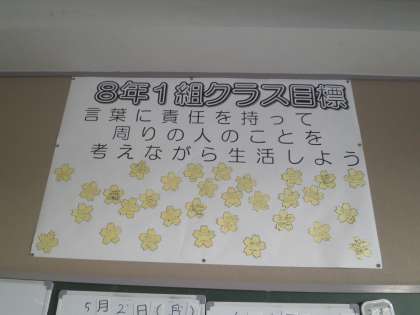 ８年１組クラス目標
言葉に責任を持って
周りの人のことを
考えながら生活しよう
5月2日(月)